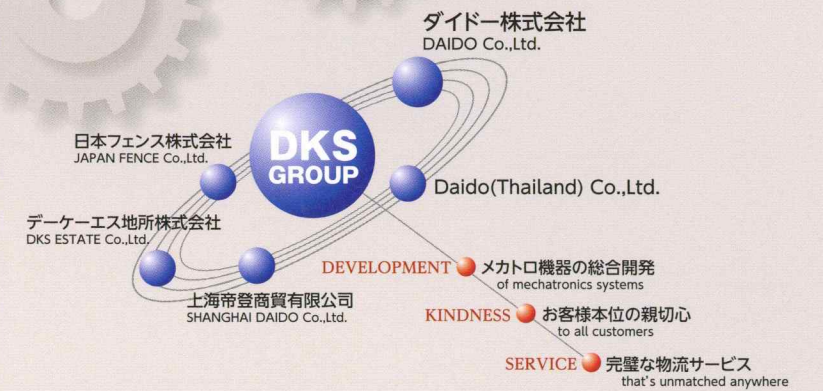 ダイドー株式会社
DAIDO Co.,Ltd.
DKS
GROUP
日本フェンス株式会社
JAPAN FENCE Co.,Ltd.
Daido(Thailand) Co.,Ltd.
デーケーエス地所株式会社
DKS ESTATE Co.,Ltd.
上海帝登商貿有限公司
SHANGHAI DAIDO Co.,Ltd.
DEVELOPMENT メカトロ機器の総合開発
of mechatronics systems
KINDNESS お客様本位の親切心
to all customers
SERVICE 完璧な物流サービス
that's unmatched anywhere